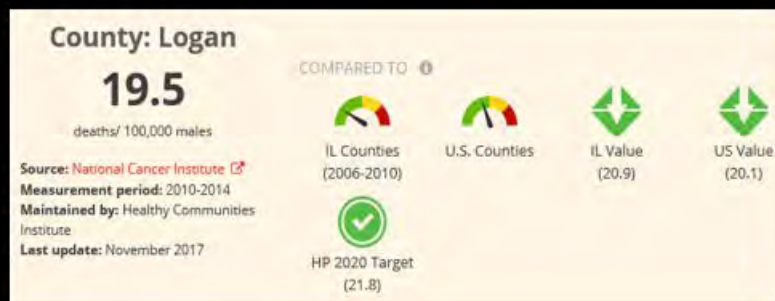 County: Logan
19.5
deaths/ 100,000 males
Source: National Cancer Institute
Measurement period: 2010-2014
Maintained by: Healthy Communities
Institute
Last update: November 2017
COMPARED TO
IL Counties
(2006-2010)
U.S. Counties
IL Value
(20.9)
US Value
(20.1)
HP 2020 Target
(21.8)